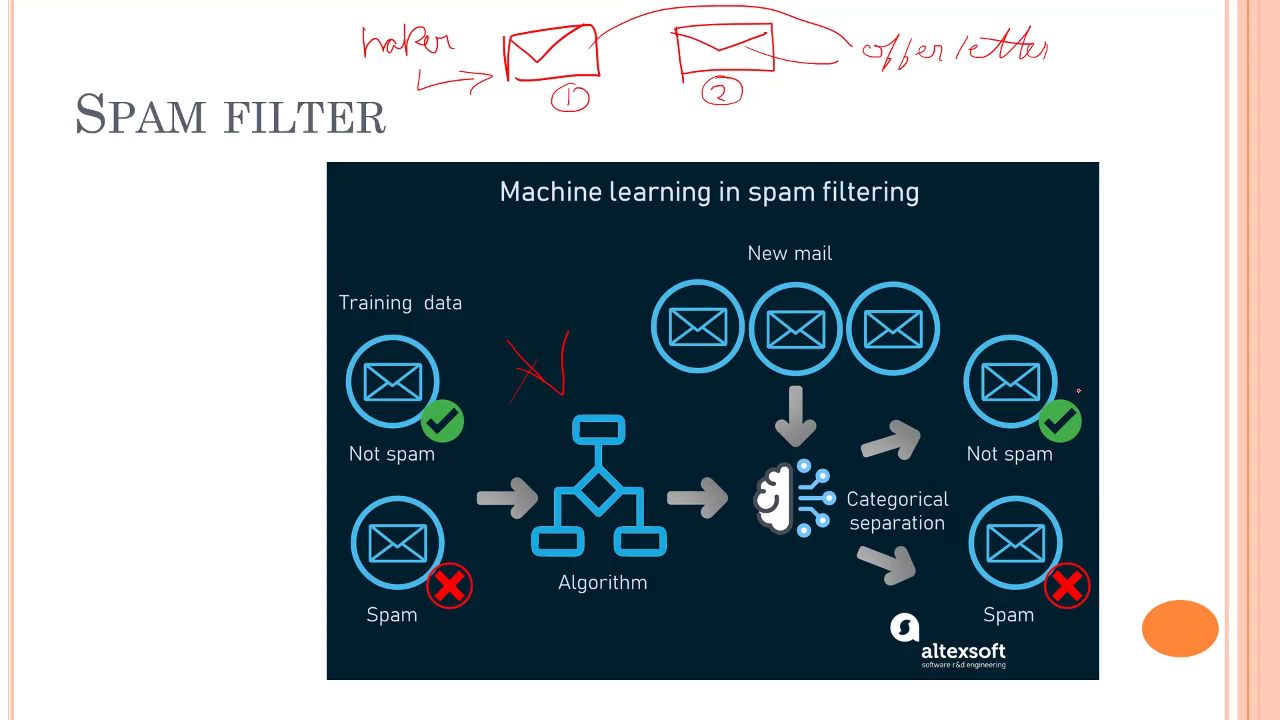 haker
offer letter
1
2
SPAM FILTER
Machine learning in spam filtering
New mail
Training data
Not spam
Not spam
Categorical
separation
Algorithm
Spam
Spam
altexsoft
software r&d engineering